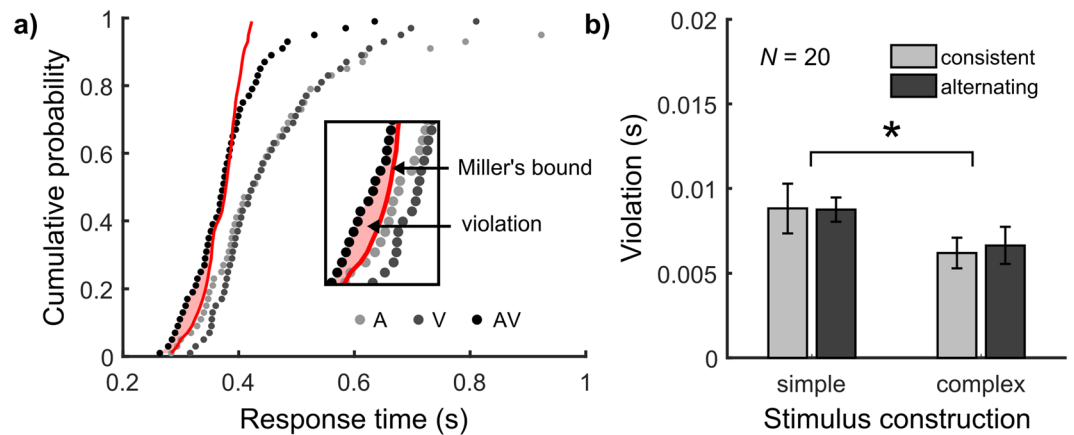 a)
Cumulative probability
1
0.8
0.6
0.4
0.2
0
0.2
0.4
0.6
0.8
1
Response time (s)
Miller's bound
violation
A V AV
b)
Violation (s)
0.02
0.015
0.01
0.005
0
N = 20
consistent
alternating
*
simple
complex
Stimulus construction